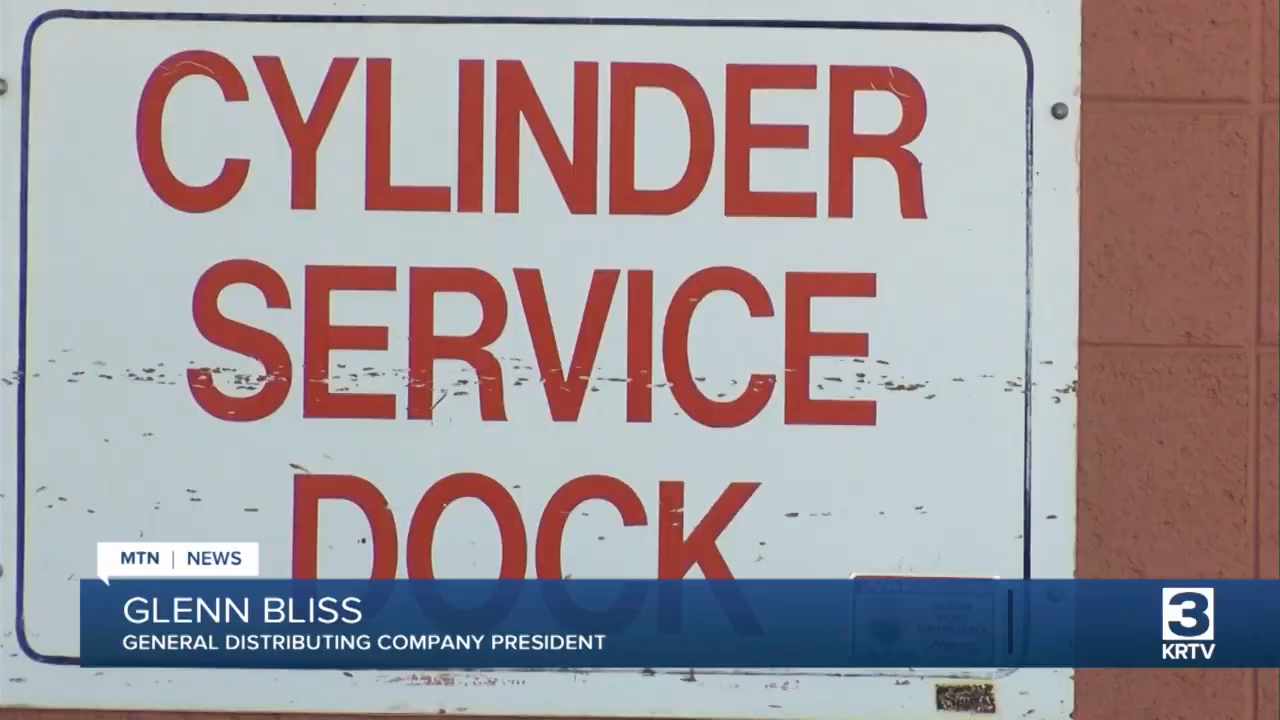 CYLINDER
SERVICE
DOCK
MTN | NEWS
GLENN BLISS
GENERAL DISTRIBUTING COMPANY PRESIDENT
3
KRTV